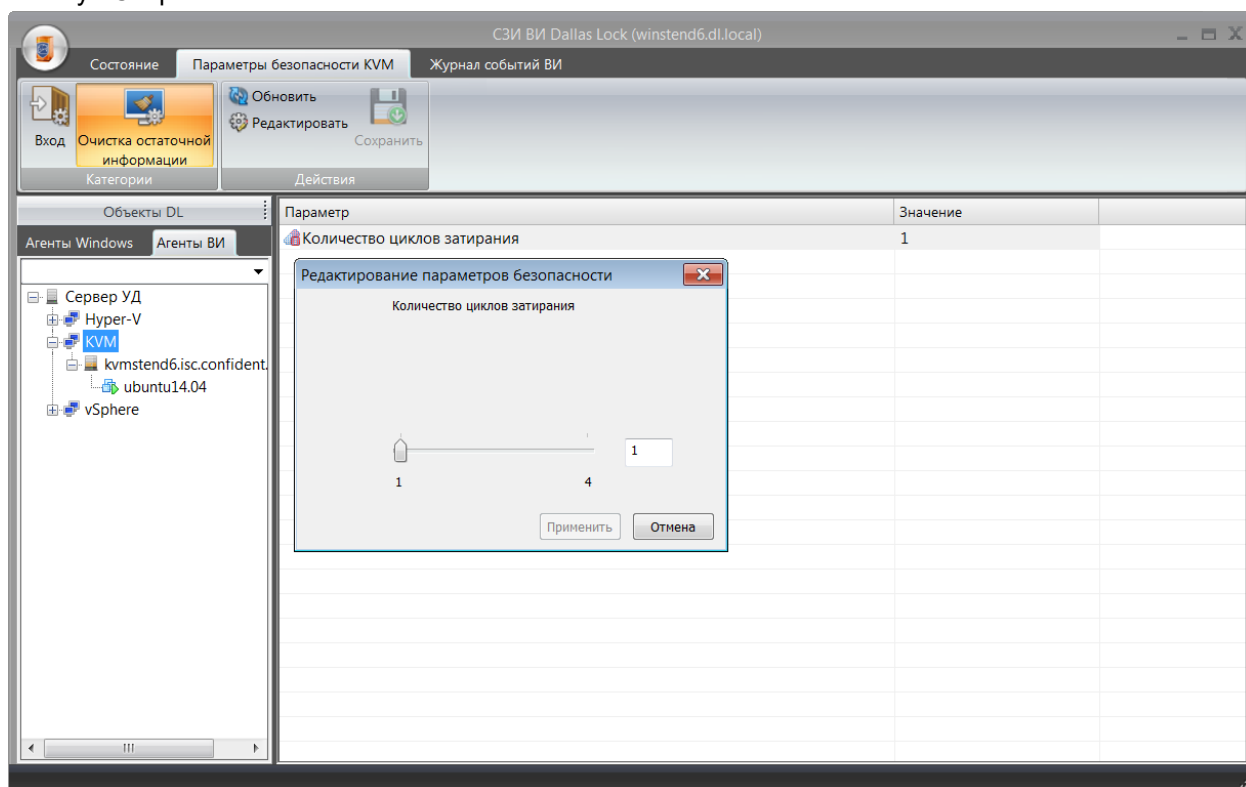 СЗИ ВИ Dallas Lock (winstend6.dl.local)
Состояние Параметры безопасности KVM Журнал событий ВИ
Вход
Очистка остаточной
информации
Категории
Обновить
Редактировать
Сохранить
Действия
Объекты DL
Агенты Windows Агенты ВИ
Сервер УД
Hyper-V
KVM
kvmstend6.isc.confident.
ubuntu14.04
vSphere
Параметр Значение
Количество циклов затирания 1
Редактирование параметров безопасности
Количество циклов затирания
1
1 4
Применить Отмена